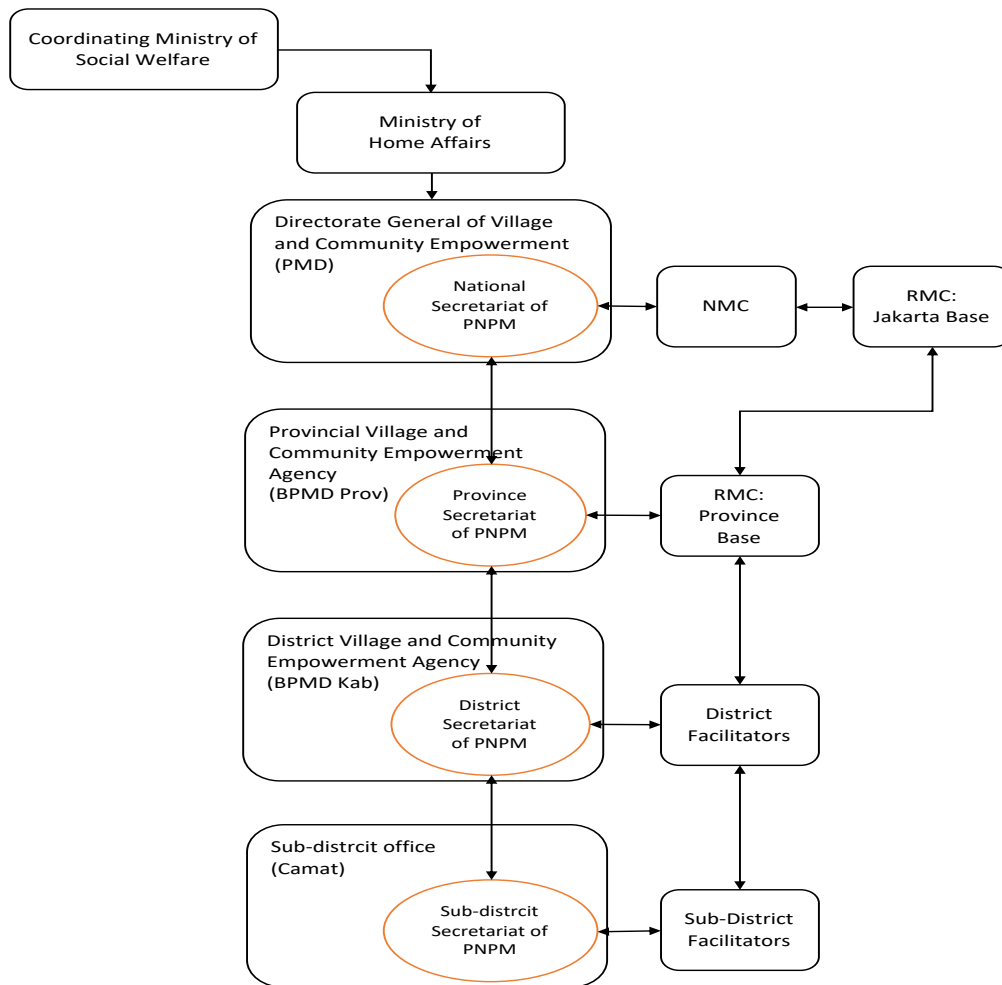 Coordinating Ministry of
Social Welfare
Ministry of
Home Affairs
Directorate General of Village
and Community Empowerment
(PMD)
National
Secretariat of
PNPM
NMC
RMC:
Jakarta Base
Provincial Village and
Community Empowerment
Agency
(BPMD Prov)
Province
Secretariat
of PNPM
RMC:
Province
Base
District Village and Community
Empowerment Agency
(BPMD Kab)
District
Secretariat
of PNPM
District
Facilitators
Sub-distrcit office
(Camat)
Sub-distrcit
Secretariat of
PNPM
Sub-District
Facilitators